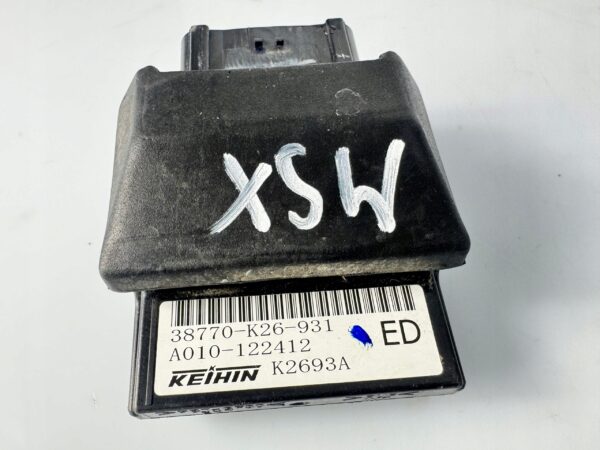 XSW
38770-K26-931
A010-122412
ED
KEIHIN K2693A